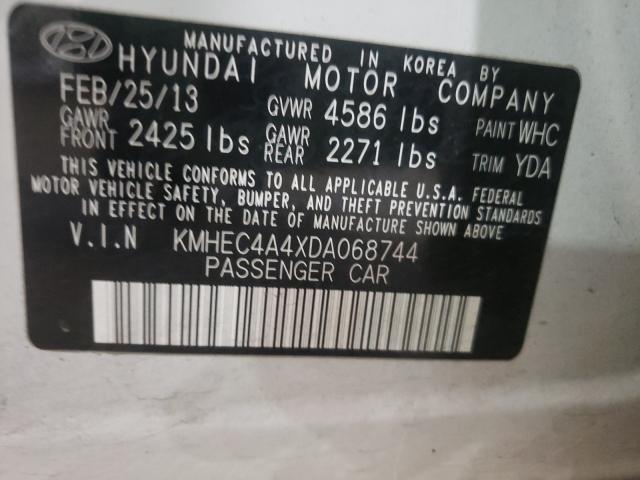 MANUFACTURED IN KOREA BY
HYUNDAI MOTOR COMPANY
FEB/25/13 GVWR 4586 lbs PAINT WHC
GAWR FRONT 2425 lbs GAWR REAR 2271 lbs TRIM YDA
THIS VEHICLE CONFORMS TO ALL APPLICABLE U.S.A. FEDERAL
MOTOR VEHICLE SAFETY, BUMPER, AND THEFT PREVENTION STANDARDS
IN EFFECT ON THE DATE OF MANUFACTURE SHOWN ABOVE.
V.I.N KMHEC4A4XDA068744
PASSENGER CAR